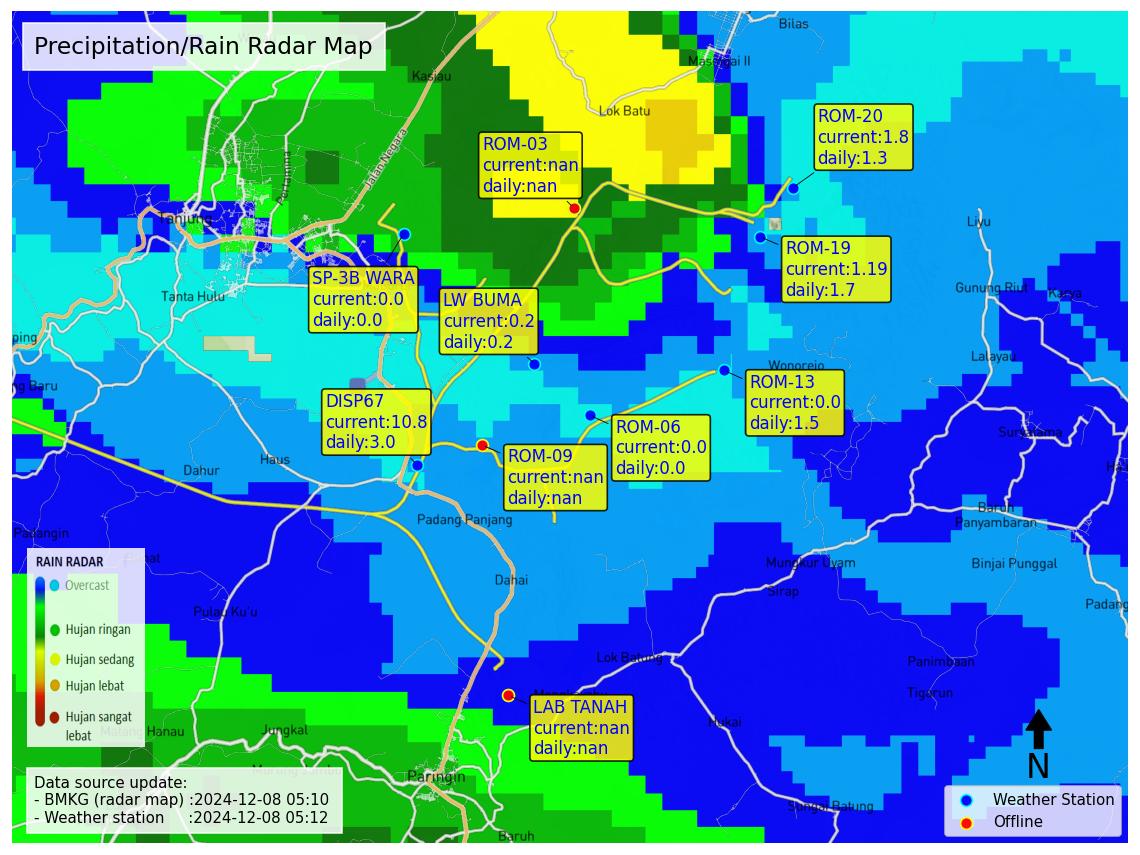 Precipitation/Rain Radar Map
Bilas
Masingai II
Kasiau
Lok Batu
Jalan Negara
Pertamina
Tanjung
Tanta Hulu
ROM-03
current:nan
daily:nan
ROM-20
current:1.8
daily:1.3
ROM-19
current:1.19
daily:1.7
SP-3B WARA
current:0.0
daily:0.0
LW BUMA
current:0.2
daily:0.2
Liyu
Gunung Riut
Karya
Lalayau
Wonorejo
ping
ng Baru
DISP67
current:10.8
daily:3.0
ROM-13
current:0.0
daily:1.5
ROM-06
current:0.0
daily:0.0
ROM-09
current:nan
daily:nan
Haus
Dahur
Padang Panjang
Padangin
Dahai
Baruh
Panyambaran
Mungkur Uyam
Binjai Punggal
Sirap
Padang
Pulau Ku'u
Lok Batung
Panimbaan
Tigarun
Hukai
Sungai Batung
LAB TANAH
current:nan
daily:nan
Jungkal
Paringin
Baruh
RAIN RADAR
Overcast
Hujan ringan
Hujan sedang
Hujan lebat
Hujan sangat
lebat
Data source update:
- BMKG (radar map) :2024-12-08 05:10
- Weather station :2024-12-08 05:12
N
Weather Station
Offline